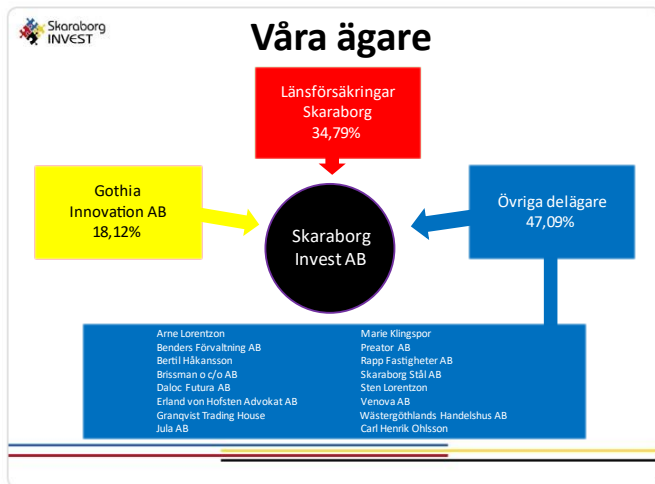 Skaraborg
INVEST
Våra ägare
Länsförsäkringar
Skaraborg
34,79%
Gothia
Innovation AB
18,12%
Skaraborg
Invest AB
Övriga delägare
47,09%
Arne Lorentzon
Benders Förvaltning AB
Bertil Håkansson
Brissman o c/o AB
Daloc Futura AB
Erland von Hofsten Advokat AB
Granqvist Trading House
Jula AB
Marie Klingspor
Preator AB
Rapp Fastigheter AB
Skaraborg Stål AB
Sten Lorentzon
Venova AB
Wästergöthlands Handelshus AB
Carl Henrik Ohlsson